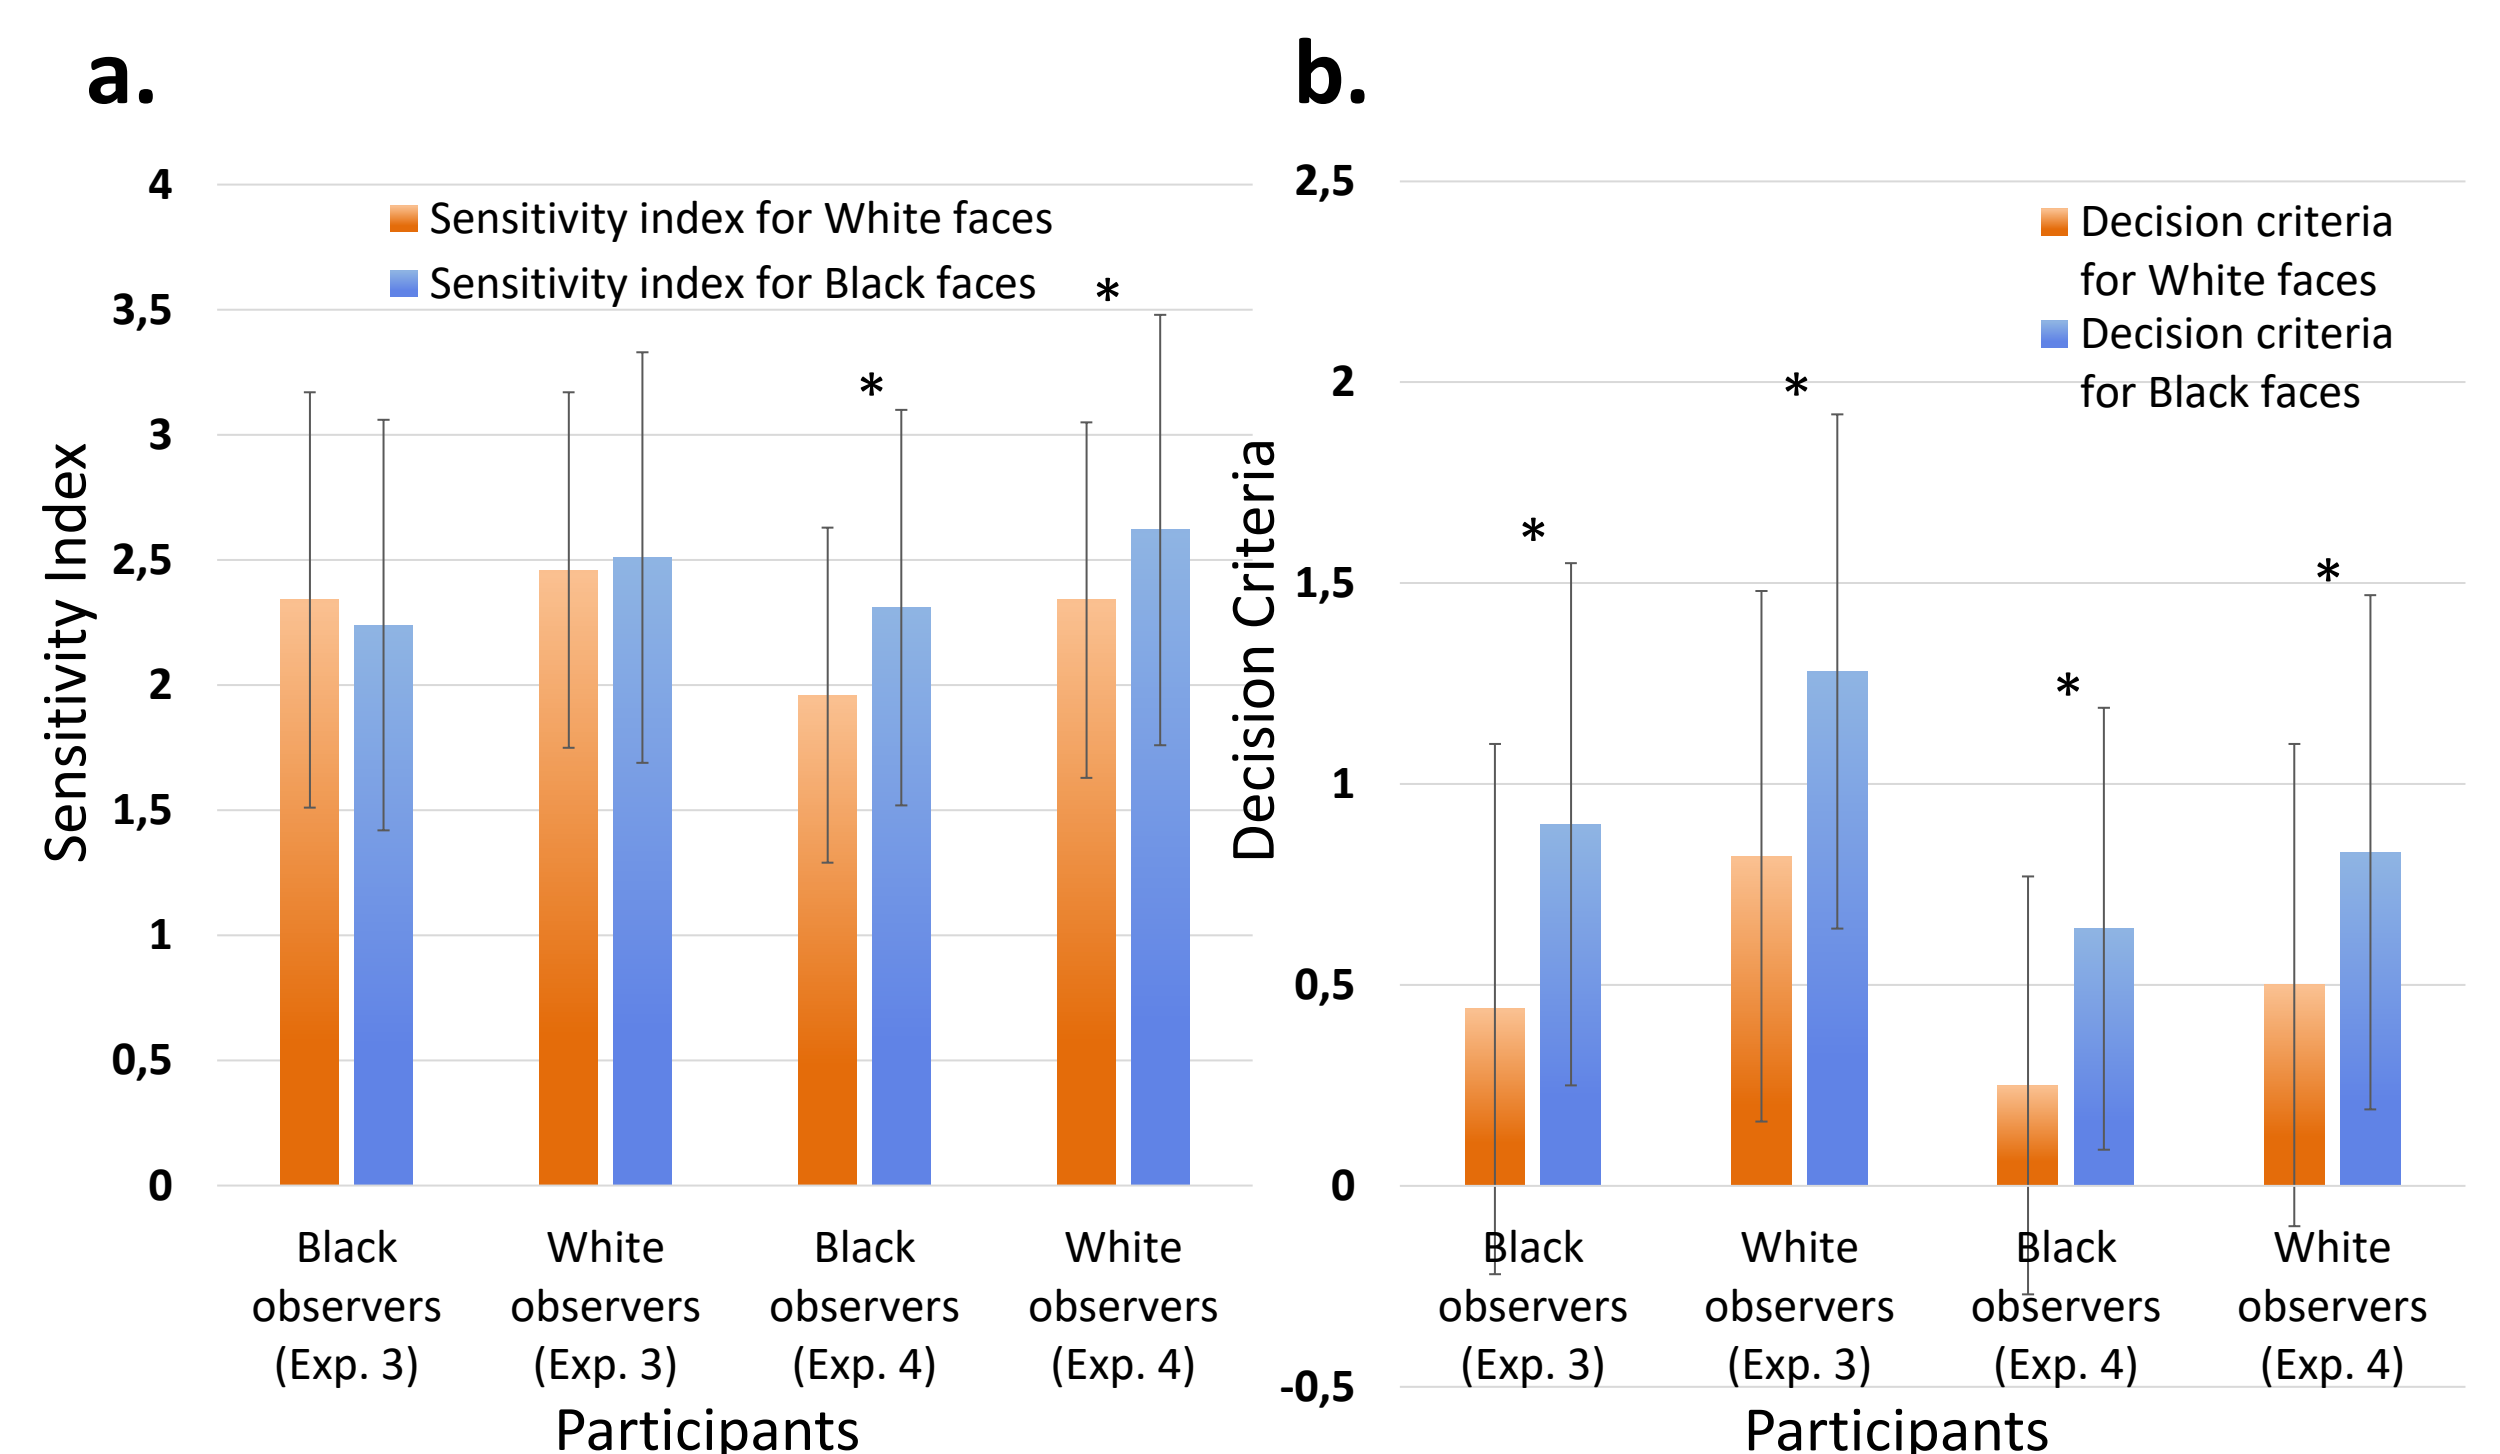 a.
4
3,5
3
2,5
2
1,5
1
0,5
0
Sensitivity Index
Sensitivity index for White faces
Sensitivity index for Black faces
*
*
Black
observers
(Exp. 3)
White
observers
(Exp. 3)
Black
observers
(Exp. 4)
White
observers
(Exp. 4)
Participants
b.
2,5
2
1,5
1
0,5
0
-0,5
Decision Criteria
Decision criteria
for White faces
Decision criteria
for Black faces
*
*
*
*
Black
observers
(Exp. 3)
White
observers
(Exp. 3)
Black
observers
(Exp. 4)
White
observers
(Exp. 4)
Participants